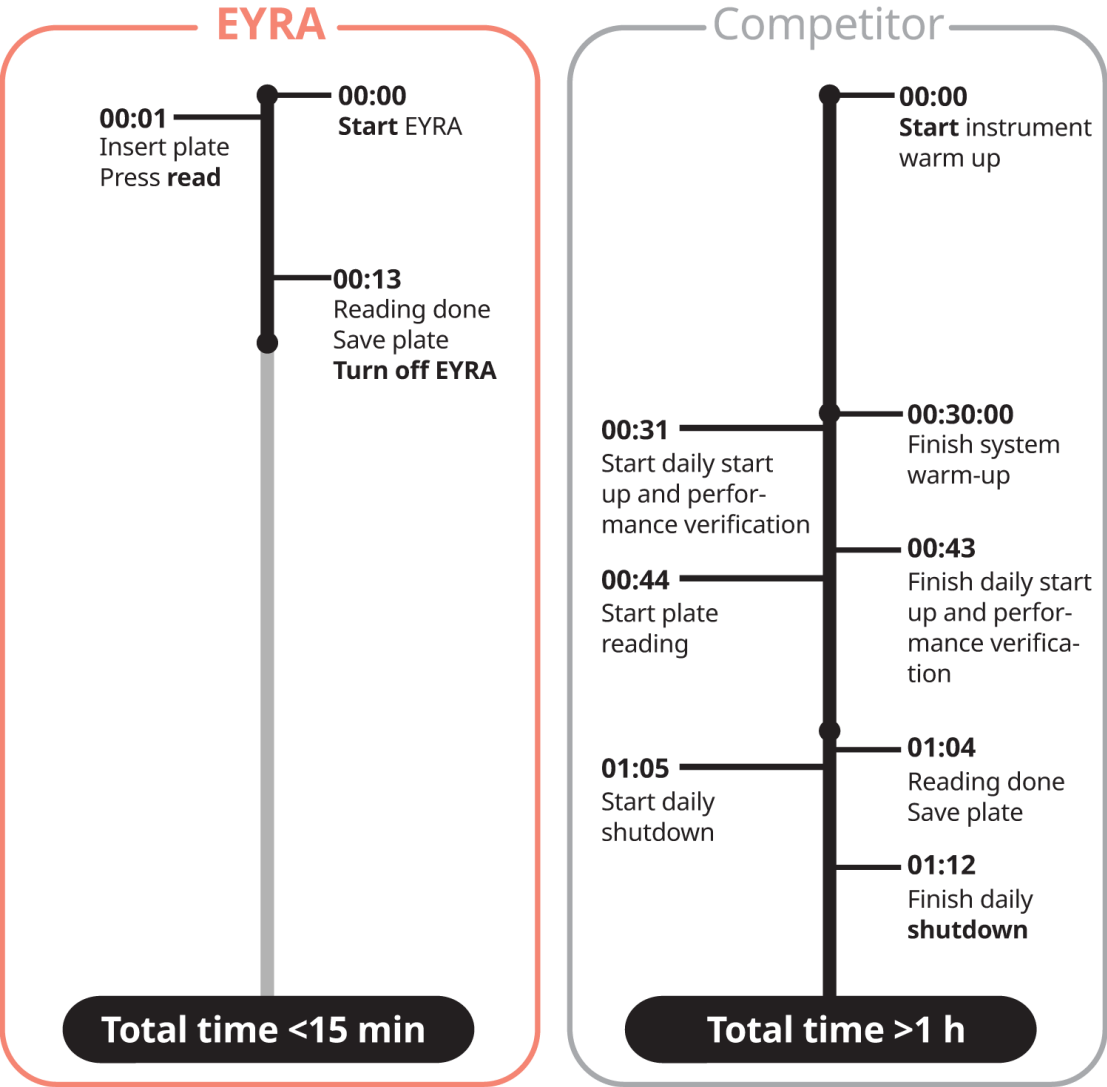 EYRA
00:00
Start EYRA
00:01
Insert plate
Press read
00:13
Reading done
Save plate
Turn off EYRA
Total time <15 min
Competitor
00:00
Start instrument
warm up
00:30:00
Finish system
warm-up
00:31
Start daily start
up and perfor-
mance verification
00:43
Finish daily start
up and perfor-
mance verifica-
tion
00:44
Start plate
reading
01:04
Reading done
Save plate
01:05
Start daily
shutdown
01:12
Finish daily
shutdown
Total time >1 h